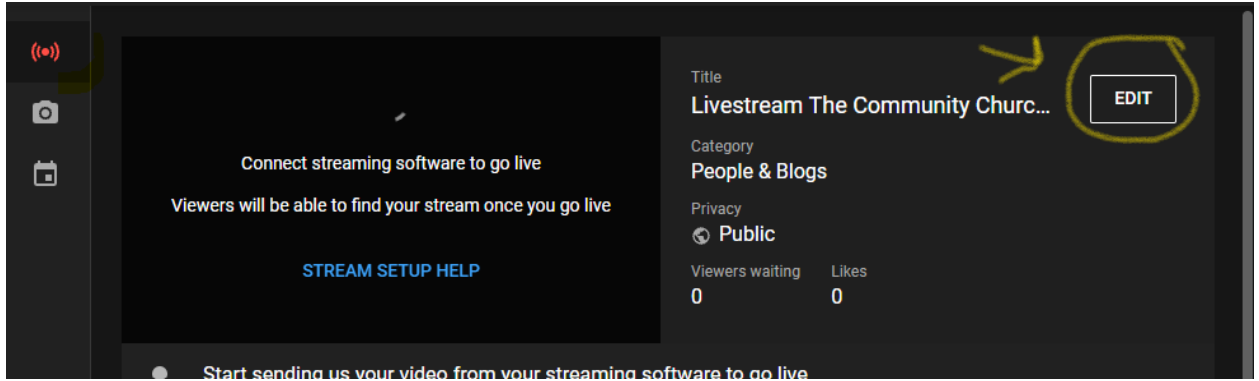 Title
Livestream The Community Churc...
EDIT
Connect streaming software to go live
Viewers will be able to find your stream once you go live
STREAM SETUP HELP
Category
People & Blogs
Privacy
Public
Viewers waiting Likes
0 0
Start sending us your video from your streaming software to go live